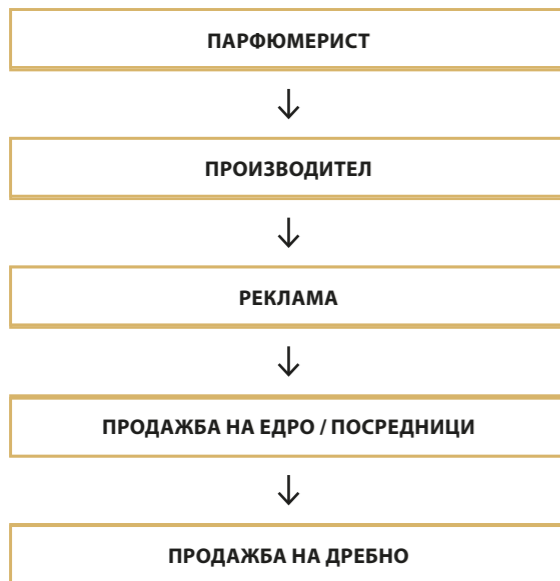 ПАРФЮМЕРИСТ
ПРОИЗВОДИТЕЛ
РЕКЛАМА
ПРОДАЖБА НА ЕДРО / ПОСРЕДНИЦИ
ПРОДАЖБА НА ДРЕБНО